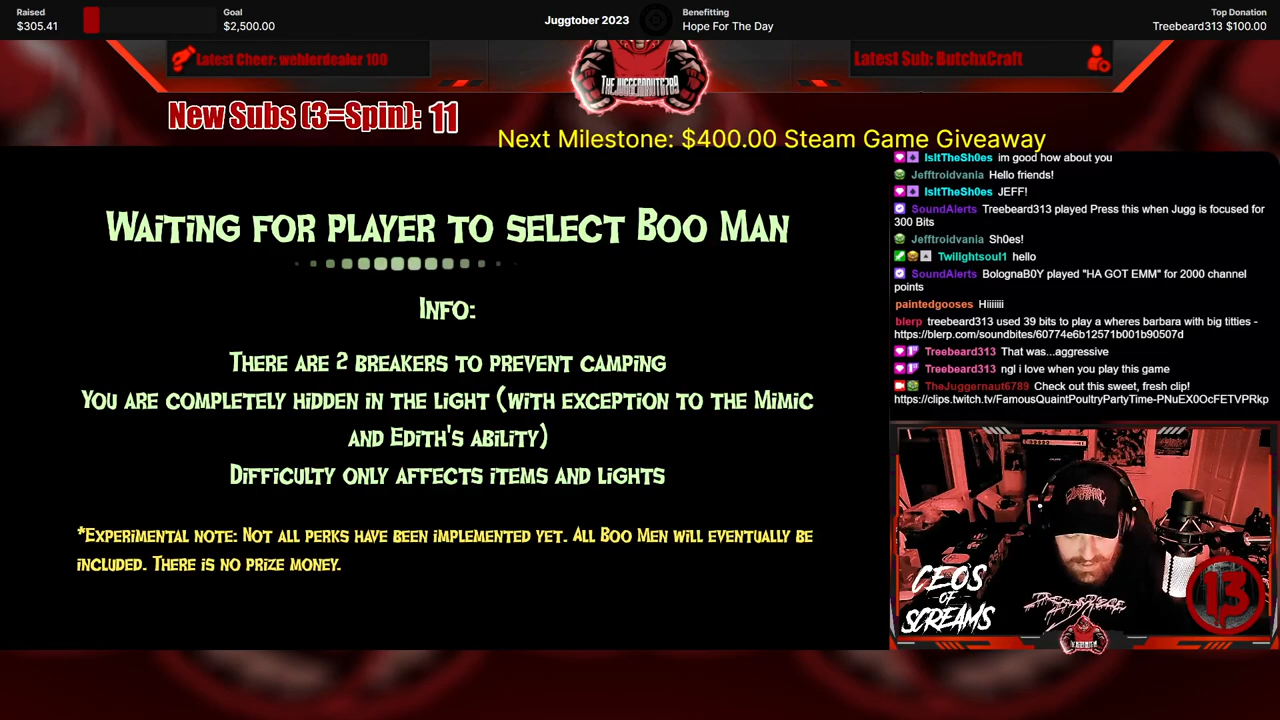 Raised
$305.41
Goal
$2,500.00
Juggtober 2023
Benefitting
Hope For The Day
Top Donation
Treebeard313 $100.00
Latest Cheer: wehlerdealer 100
THEJUGGERNAUT6789
Latest Sub: ButchxCraft
New Subs (3=Spin): 11
Next Milestone: $400.00 Steam Game Giveaway
Waiting for player to select Boo Man
Info:
There are 2 breakers to prevent camping
You are completely hidden in the light (with exception to the Mimic
and Edith's ability)
Difficulty only affects items and lights
*Experimental note: Not all perks have been implemented yet. All Boo Men will eventually be
included. There is no prize money.
IsItTheSh0es im good how about you
Jefftroidvania Hello friends!
IsItTheSh0es JEFF!
SoundAlerts Treebeard313 played Press this when Jugg is focused for
300 Bits
Jefftroidvania Sh0es!
Twilightsoul1 hello
SoundAlerts BolognaB0Y played "HA GOT EMM" for 2000 channel
points
paintedgooses Hiiiiiii
blerp treebeard313 used 39 bits to play a wheres barbara with big titties -
https://blerp.com/soundbites/60774e6b12571b001b90507d
Treebeard313 That was...aggressive
Treebeard313 ngl i love when you play this game
TheJuggernaut6789 Check out this sweet, fresh clip!
https://clips.twitch.tv/FamousQuaintPoultryPartyTime-PNuEX0OcFETVPRkp
CEOS
OF
SCREAMS
13